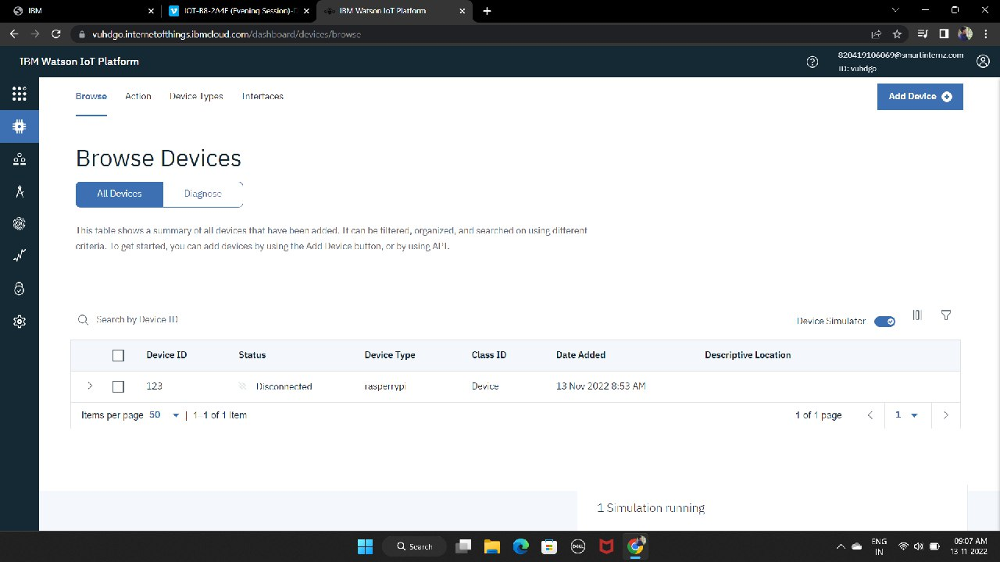 IBM
IOT-B8-2A4E (Evening Session)-D
IBM Watson IoT Platform
vuhdgo.internetofthings.ibmcloud.com/dashboard/devices/browse
IBM Watson IoT Platform
820419106069@smartinternz.com
ID: vuhdgo
Browse
Action
Device Types
Interfaces
Add Device
Browse Devices
All Devices
Diagnose
This table shows a summary of all devices that have been added. It can be filtered, organized, and searched on using different
criteria. To get started, you can add devices by using the Add Device button, or by using API.
Search by Device ID
Device Simulator
Device ID Status Device Type Class ID Date Added Descriptive Location
123 Disconnected rasperrypi Device 13 Nov 2022 8:53 AM
Items per page 50 | 1-1 of 1 item
1 of 1 page
1
1 Simulation running
Search
DELL
ENG
IN
09:07 AM
13-11-2022